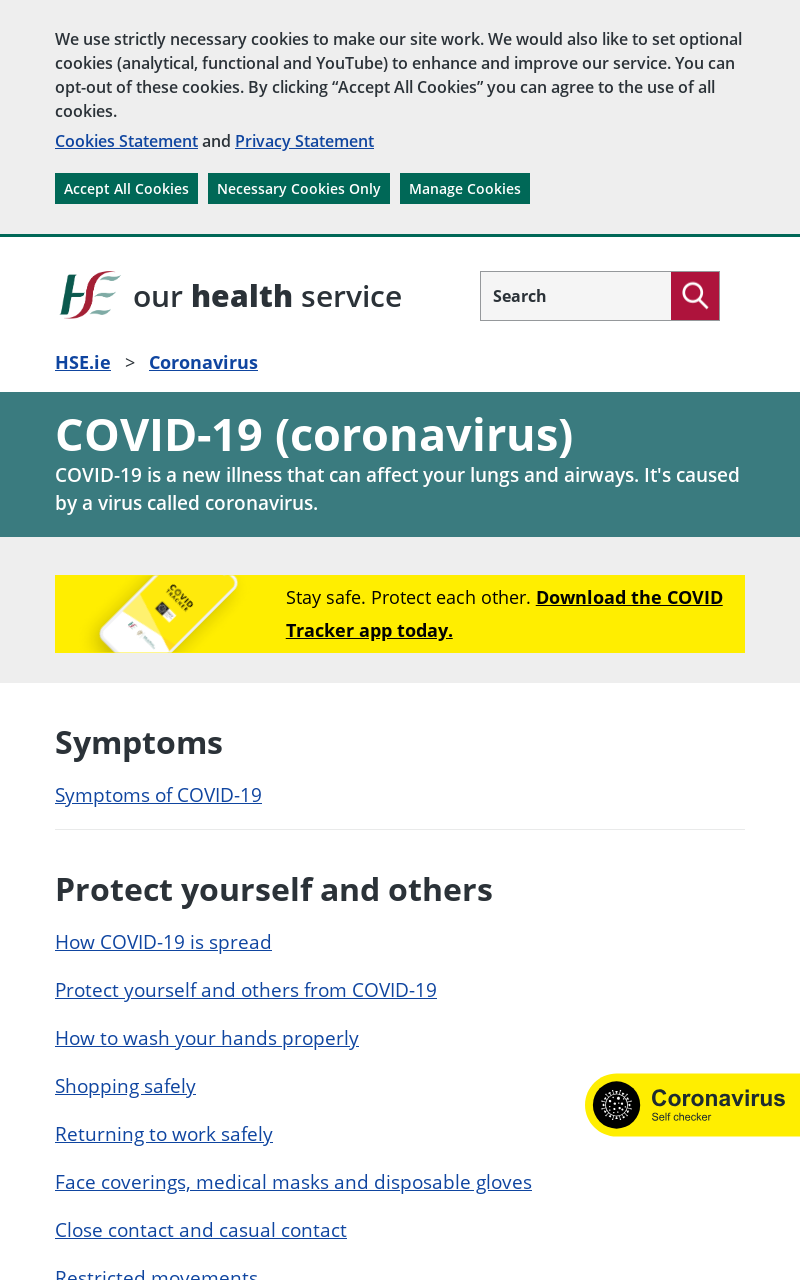 We use strictly necessary cookies to make our site work. We would also like to set optional
cookies (analytical, functional and YouTube) to enhance and improve our service. You can
opt-out of these cookies. By clicking “Accept All Cookies” you can agree to the use of all
cookies.
Cookies Statement and Privacy Statement
Accept All Cookies Necessary Cookies Only Manage Cookies
HE our health service
Search
HSE.ie > Coronavirus
COVID-19 (coronavirus)
COVID-19 is a new illness that can affect your lungs and airways. It's caused
by a virus called coronavirus.
COVID
TRACKER
Stay safe. Protect each other. Download the COVID
Tracker app today.
Symptoms
Symptoms of COVID-19
Protect yourself and others
How COVID-19 is spread
Protect yourself and others from COVID-19
How to wash your hands properly
Shopping safely
Coronavirus
Self checker
Returning to work safely
Face coverings, medical masks and disposable gloves
Close contact and casual contact
Restricted movements